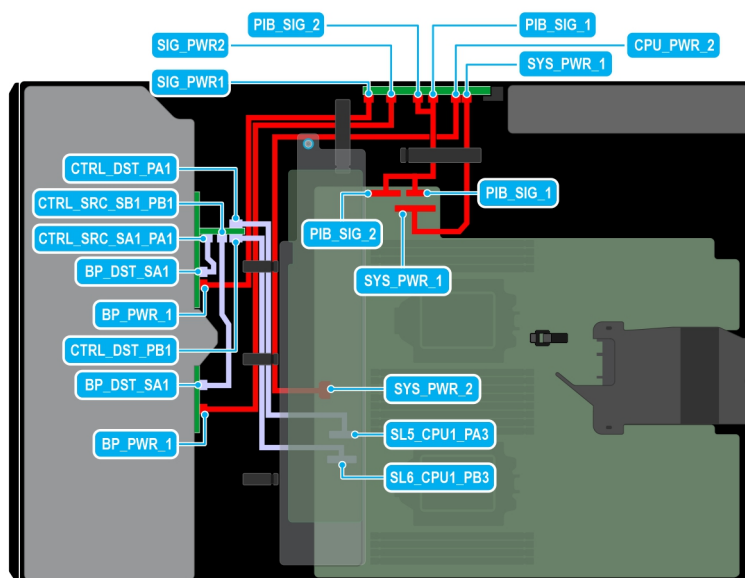 PIB_SIG_2
PIB_SIG_1
SIG_PWR2
CPU_PWR_2
SIG_PWR1
SYS_PWR_1
CTRL_DST_PA1
CTRL_SRC_SB1_PB1
PIB_SIG_1
CTRL_SRC_SA1_PA1
PIB_SIG_2
BP_DST_SA1
SYS_PWR_1
BP_PWR_1
CTRL_DST_PB1
BP_DST_SA1
SYS_PWR_2
BP_PWR_1
SL5_CPU1_PA3
SL6_CPU1_PB3